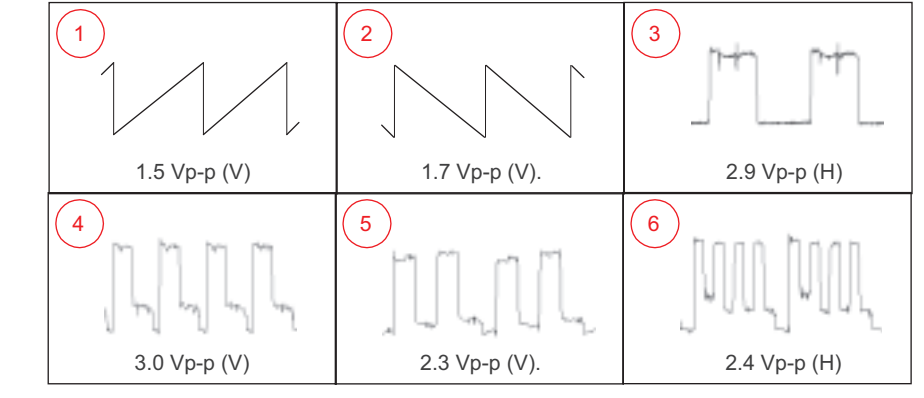 1
2
3
1.5 Vp-p (V)
1.7 Vp-p (V).
2.9 Vp-p (H)
4
5
6
3.0 Vp-p (V)
2.3 Vp-p (V).
2.4 Vp-p (H)